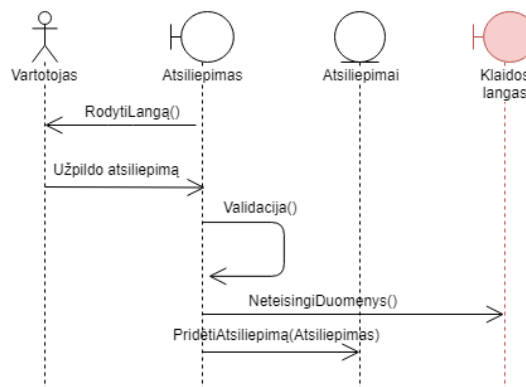 Vartotojas
Atsiliepimas
Atsiliepimai
Klaidos
langas
RodytiLangą()
Užpildo atsiliepimą
Validacija()
NeteisingiDuomenys()
PridėtiAtsiliepimą(Atsiliepimas)